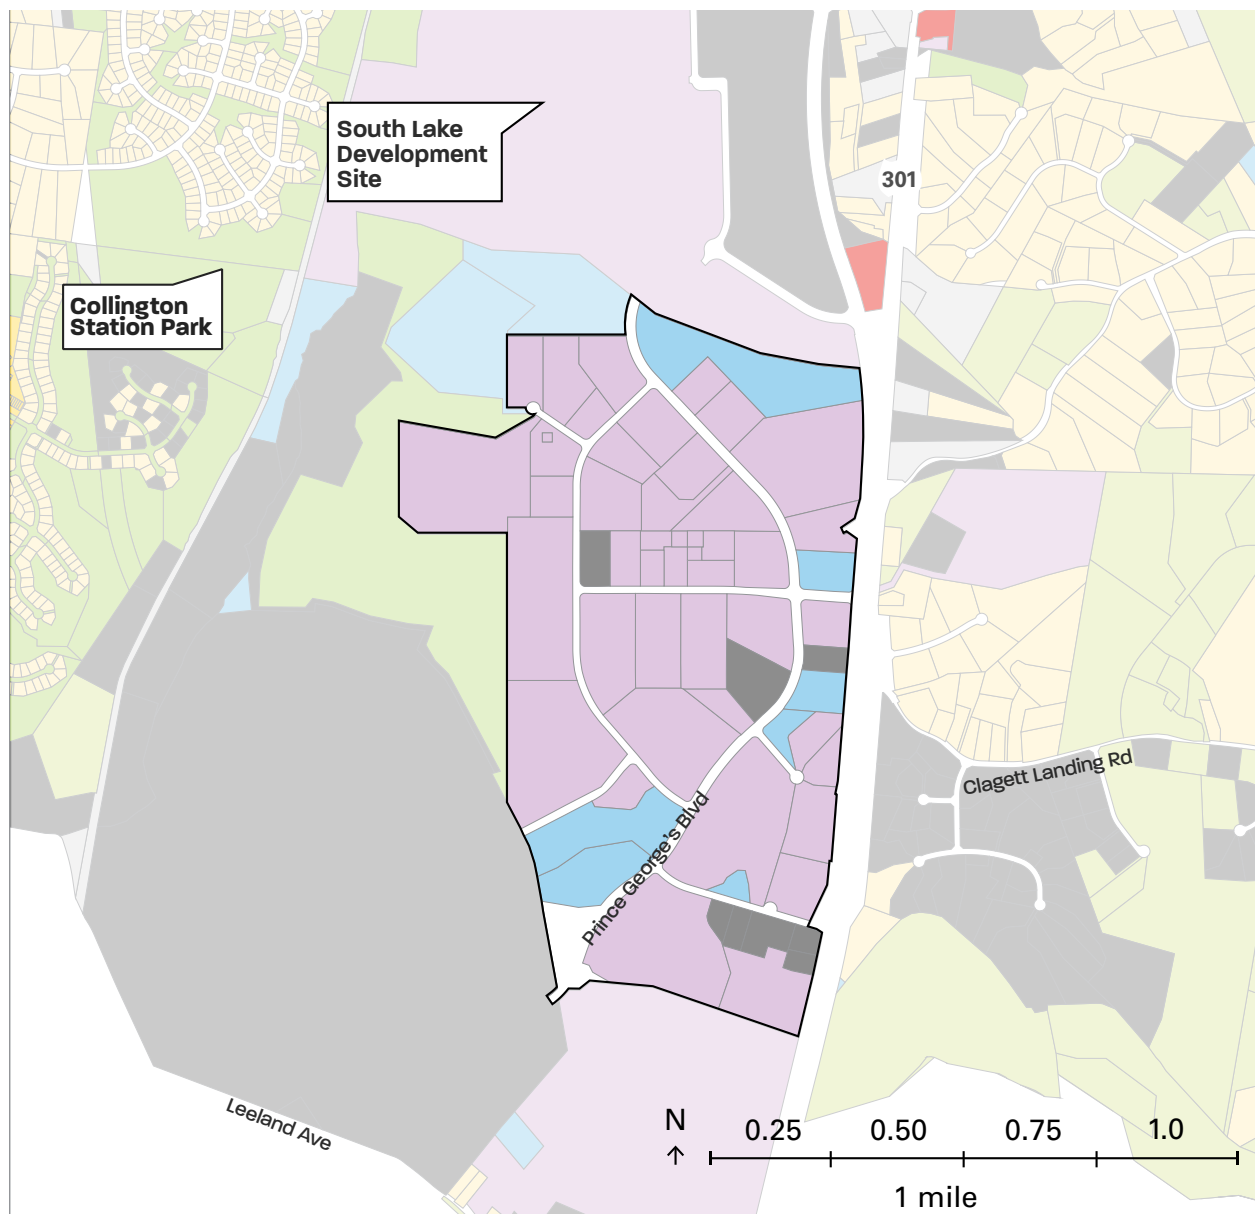 South Lake
Development
Site
301
Collington
Station Park
Clagett Landing Rd
Prince George's Blvd
Leeland Ave
N
↑
0.25 0.50 0.75 1.0
1 mile